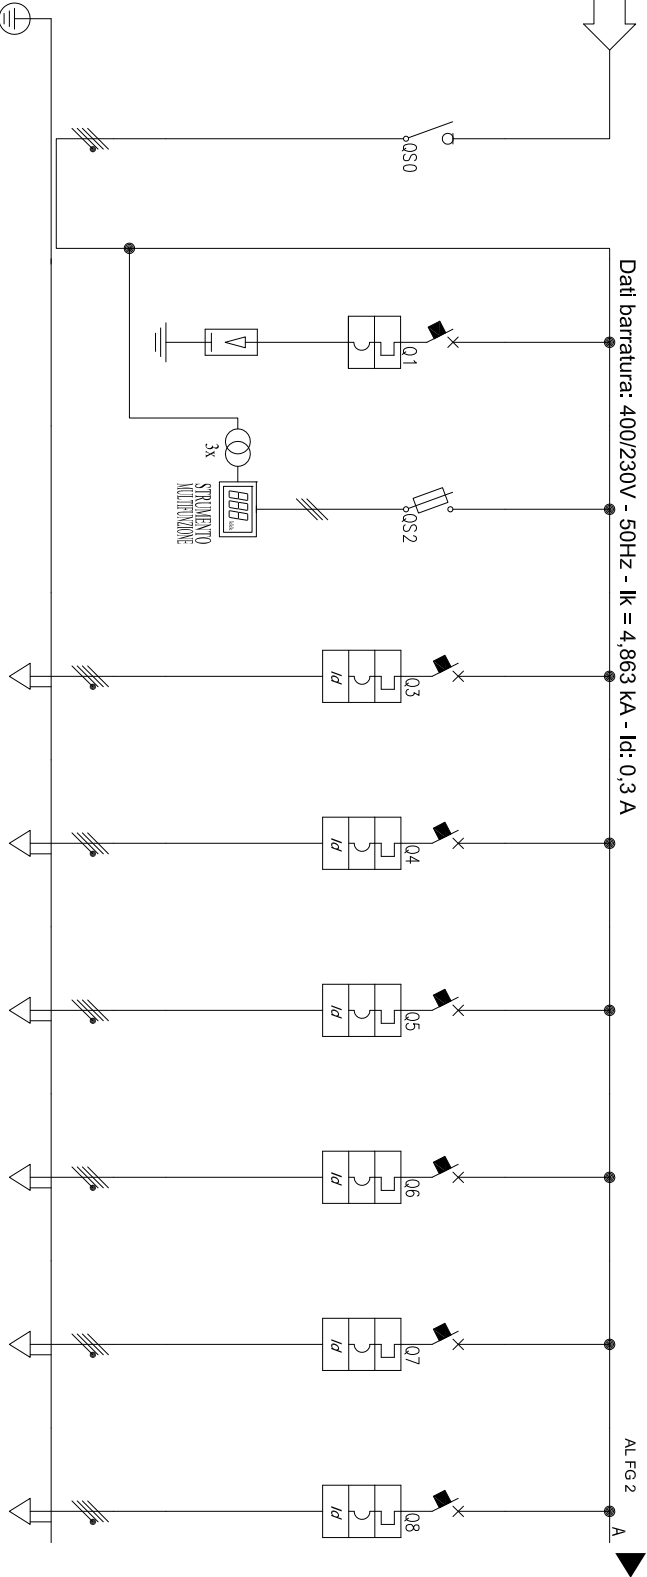 Dati barratura: 400/230V - 50Hz - Ik = 4,863 kA - Id: 0,3 A
AL FG 2
A
QS0
Q1
QS2
3x
STRUMENTO
MULTIFUNZIONE
Q3
Id
Q4
Id
Q5
Id
Q6
Id
Q7
Id
Q8
Id